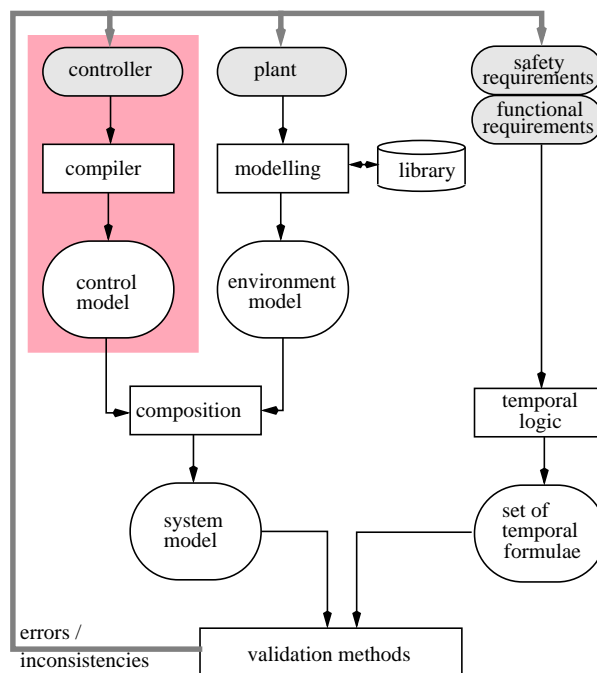 controller
plant
safety
requirements
functional
requirements
compiler
modelling
library
control
model
environment
model
composition
temporal
logic
system
model
set of
temporal
formulae
errors /
inconsistencies
validation methods